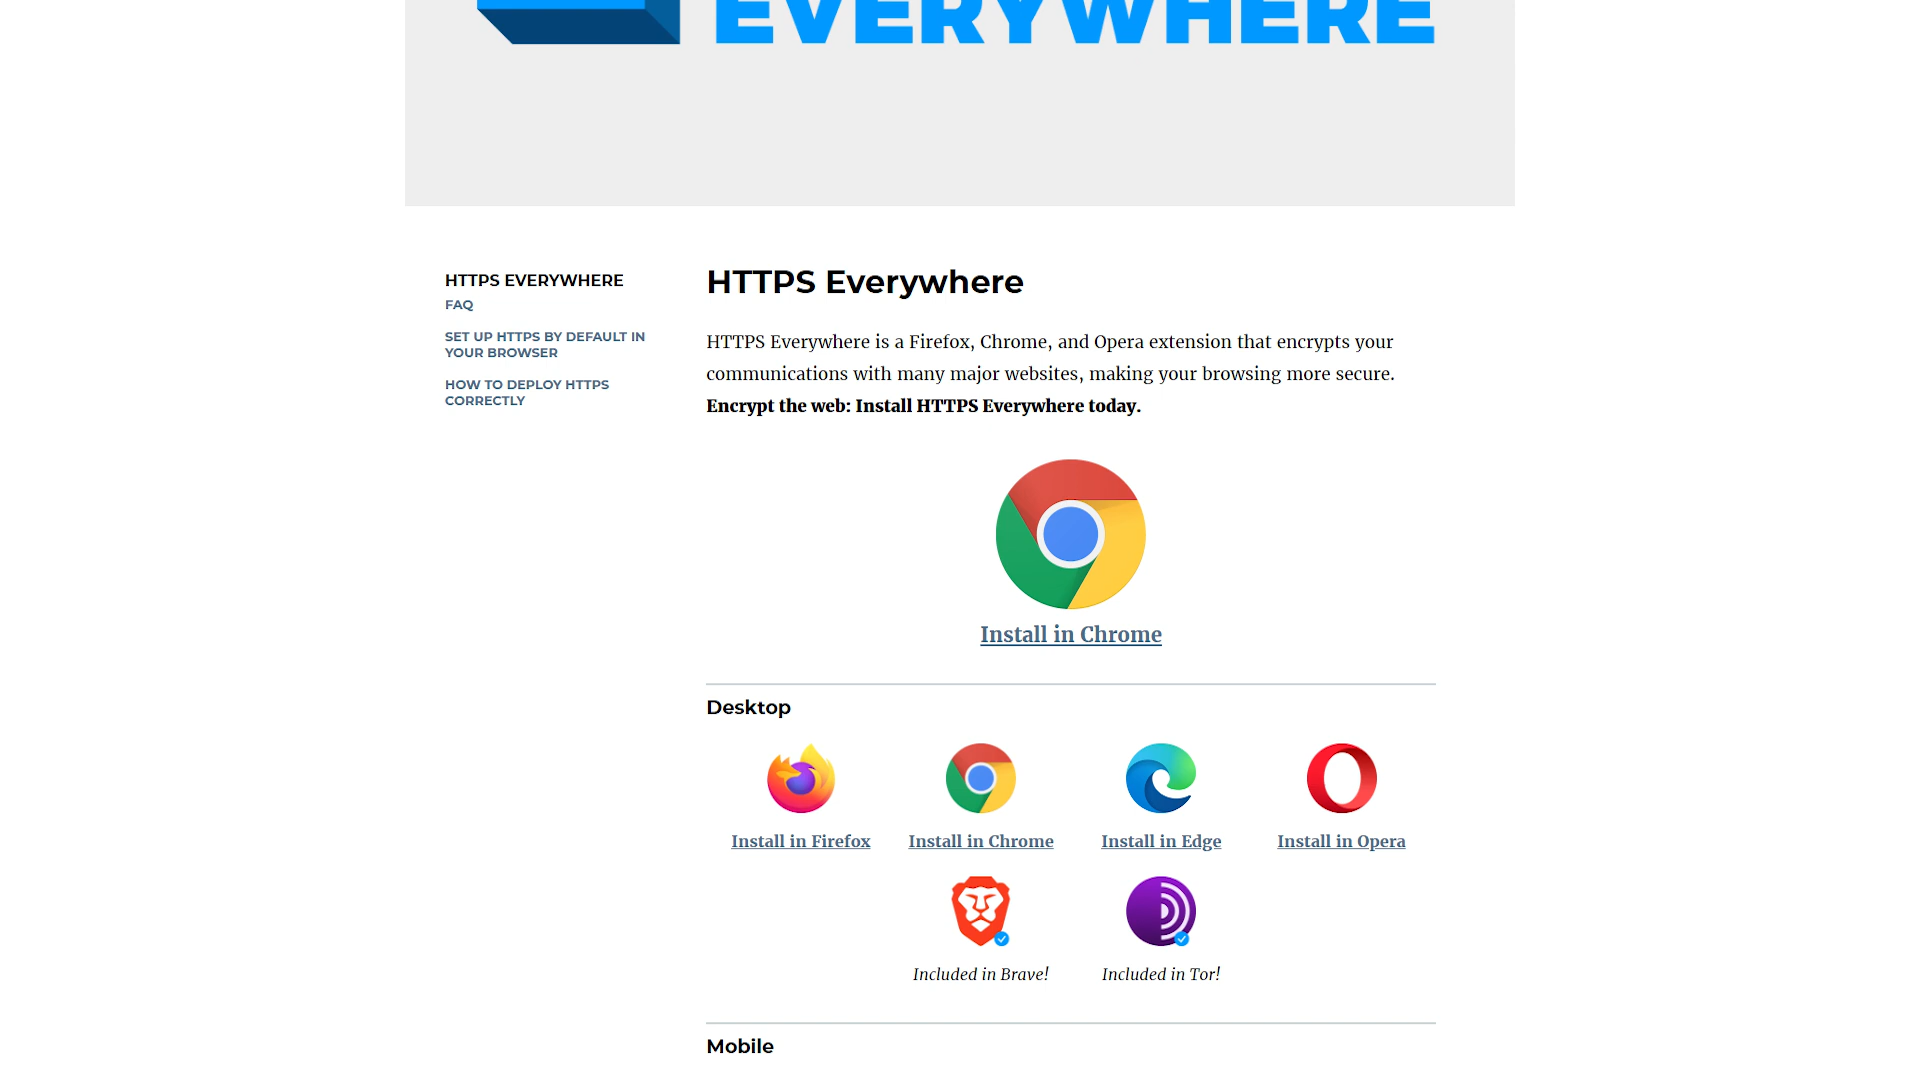 EVERYWHERE
HTTPS EVERYWHERE
FAQ
SET UP HTTPS BY DEFAULT IN
YOUR BROWSER
HOW TO DEPLOY HTTPS
CORRECTLY
HTTPS Everywhere
HTTPS Everywhere is a Firefox, Chrome, and Opera extension that encrypts your
communications with many major websites, making your browsing more secure.
Encrypt the web: Install HTTPS Everywhere today.
Install in Chrome
Desktop
Install in Firefox
Install in Chrome
Install in Edge
Install in Opera
Included in Brave!
Included in Tor!
Mobile